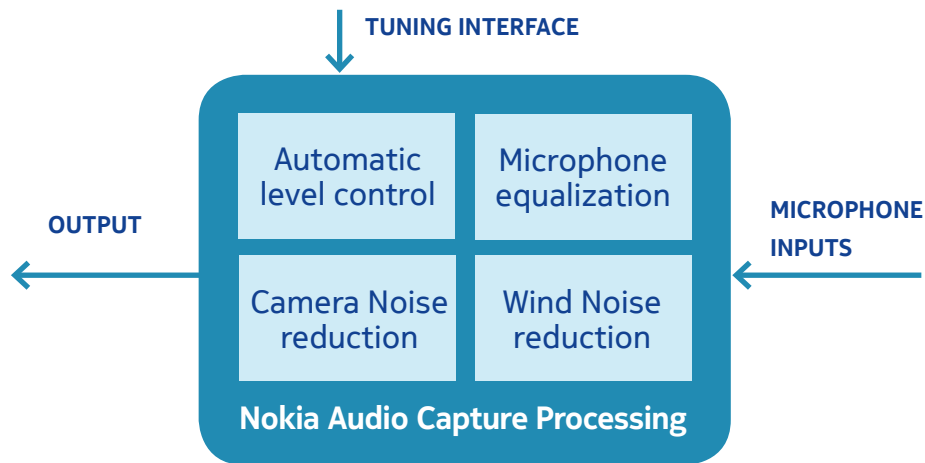 TUNING INTERFACE
Automatic
level control
Microphone
equalization
OUTPUT
MICROPHONE
INPUTS
Camera Noise
reduction
Wind Noise
reduction
Nokia Audio Capture Processing